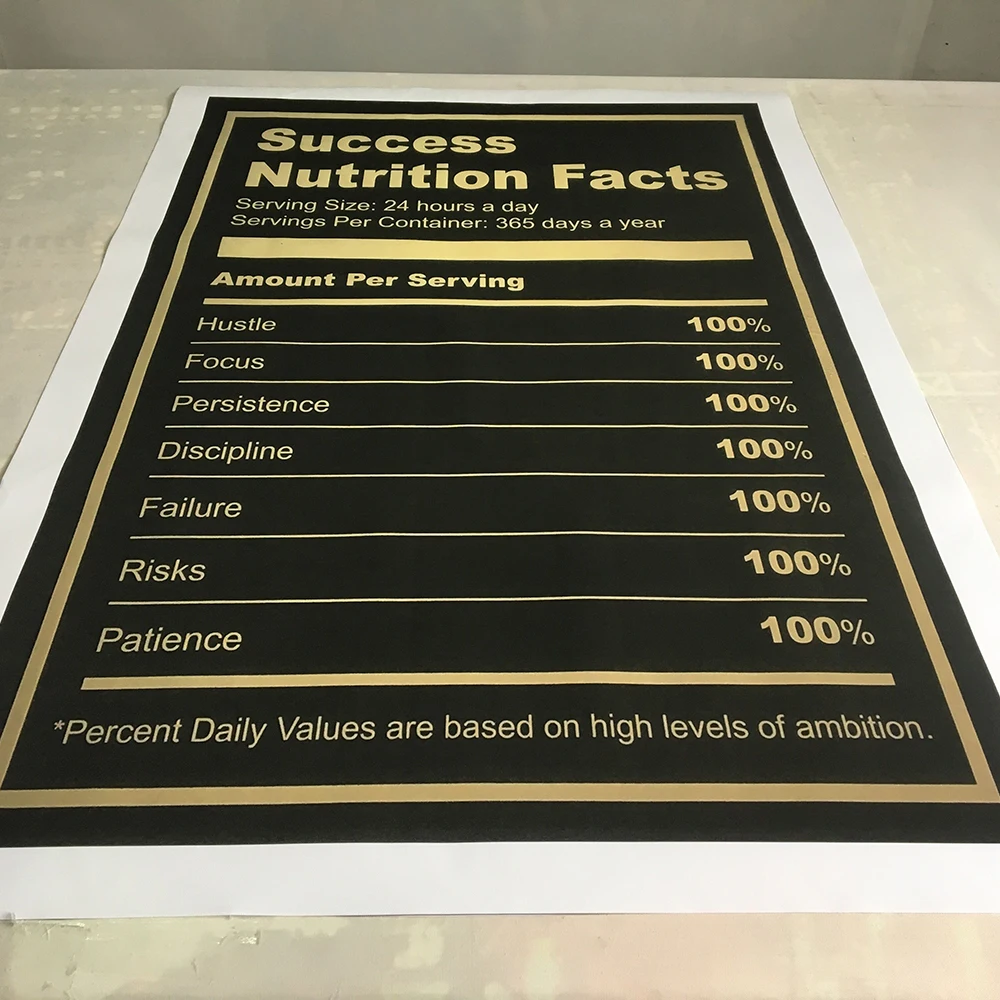 Success
Nutrition Facts
Serving Size: 24 hours a day
Servings Per Container: 365 days a year
Amount Per Serving
Hustle 100%
Focus 100%
Persistence 100%
Discipline 100%
Failure 100%
Risks 100%
Patience 100%
*Percent Daily Values are based on high levels of ambition.